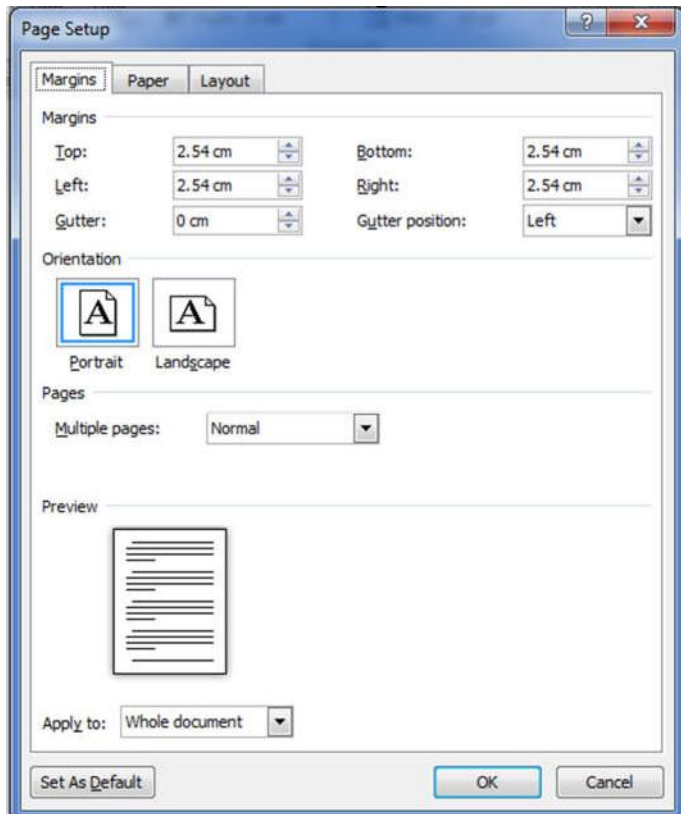 Page Setup
Margins Paper Layout
Margins
Top: 2.54 cm Bottom: 2.54 cm
Left: 2.54 cm Right: 2.54 cm
Gutter: 0 cm Gutter position: Left
Orientation
A A
Portrait Landscape
Pages
Multiple pages: Normal
Preview
Apply to: Whole document
Set As Default OK Cancel